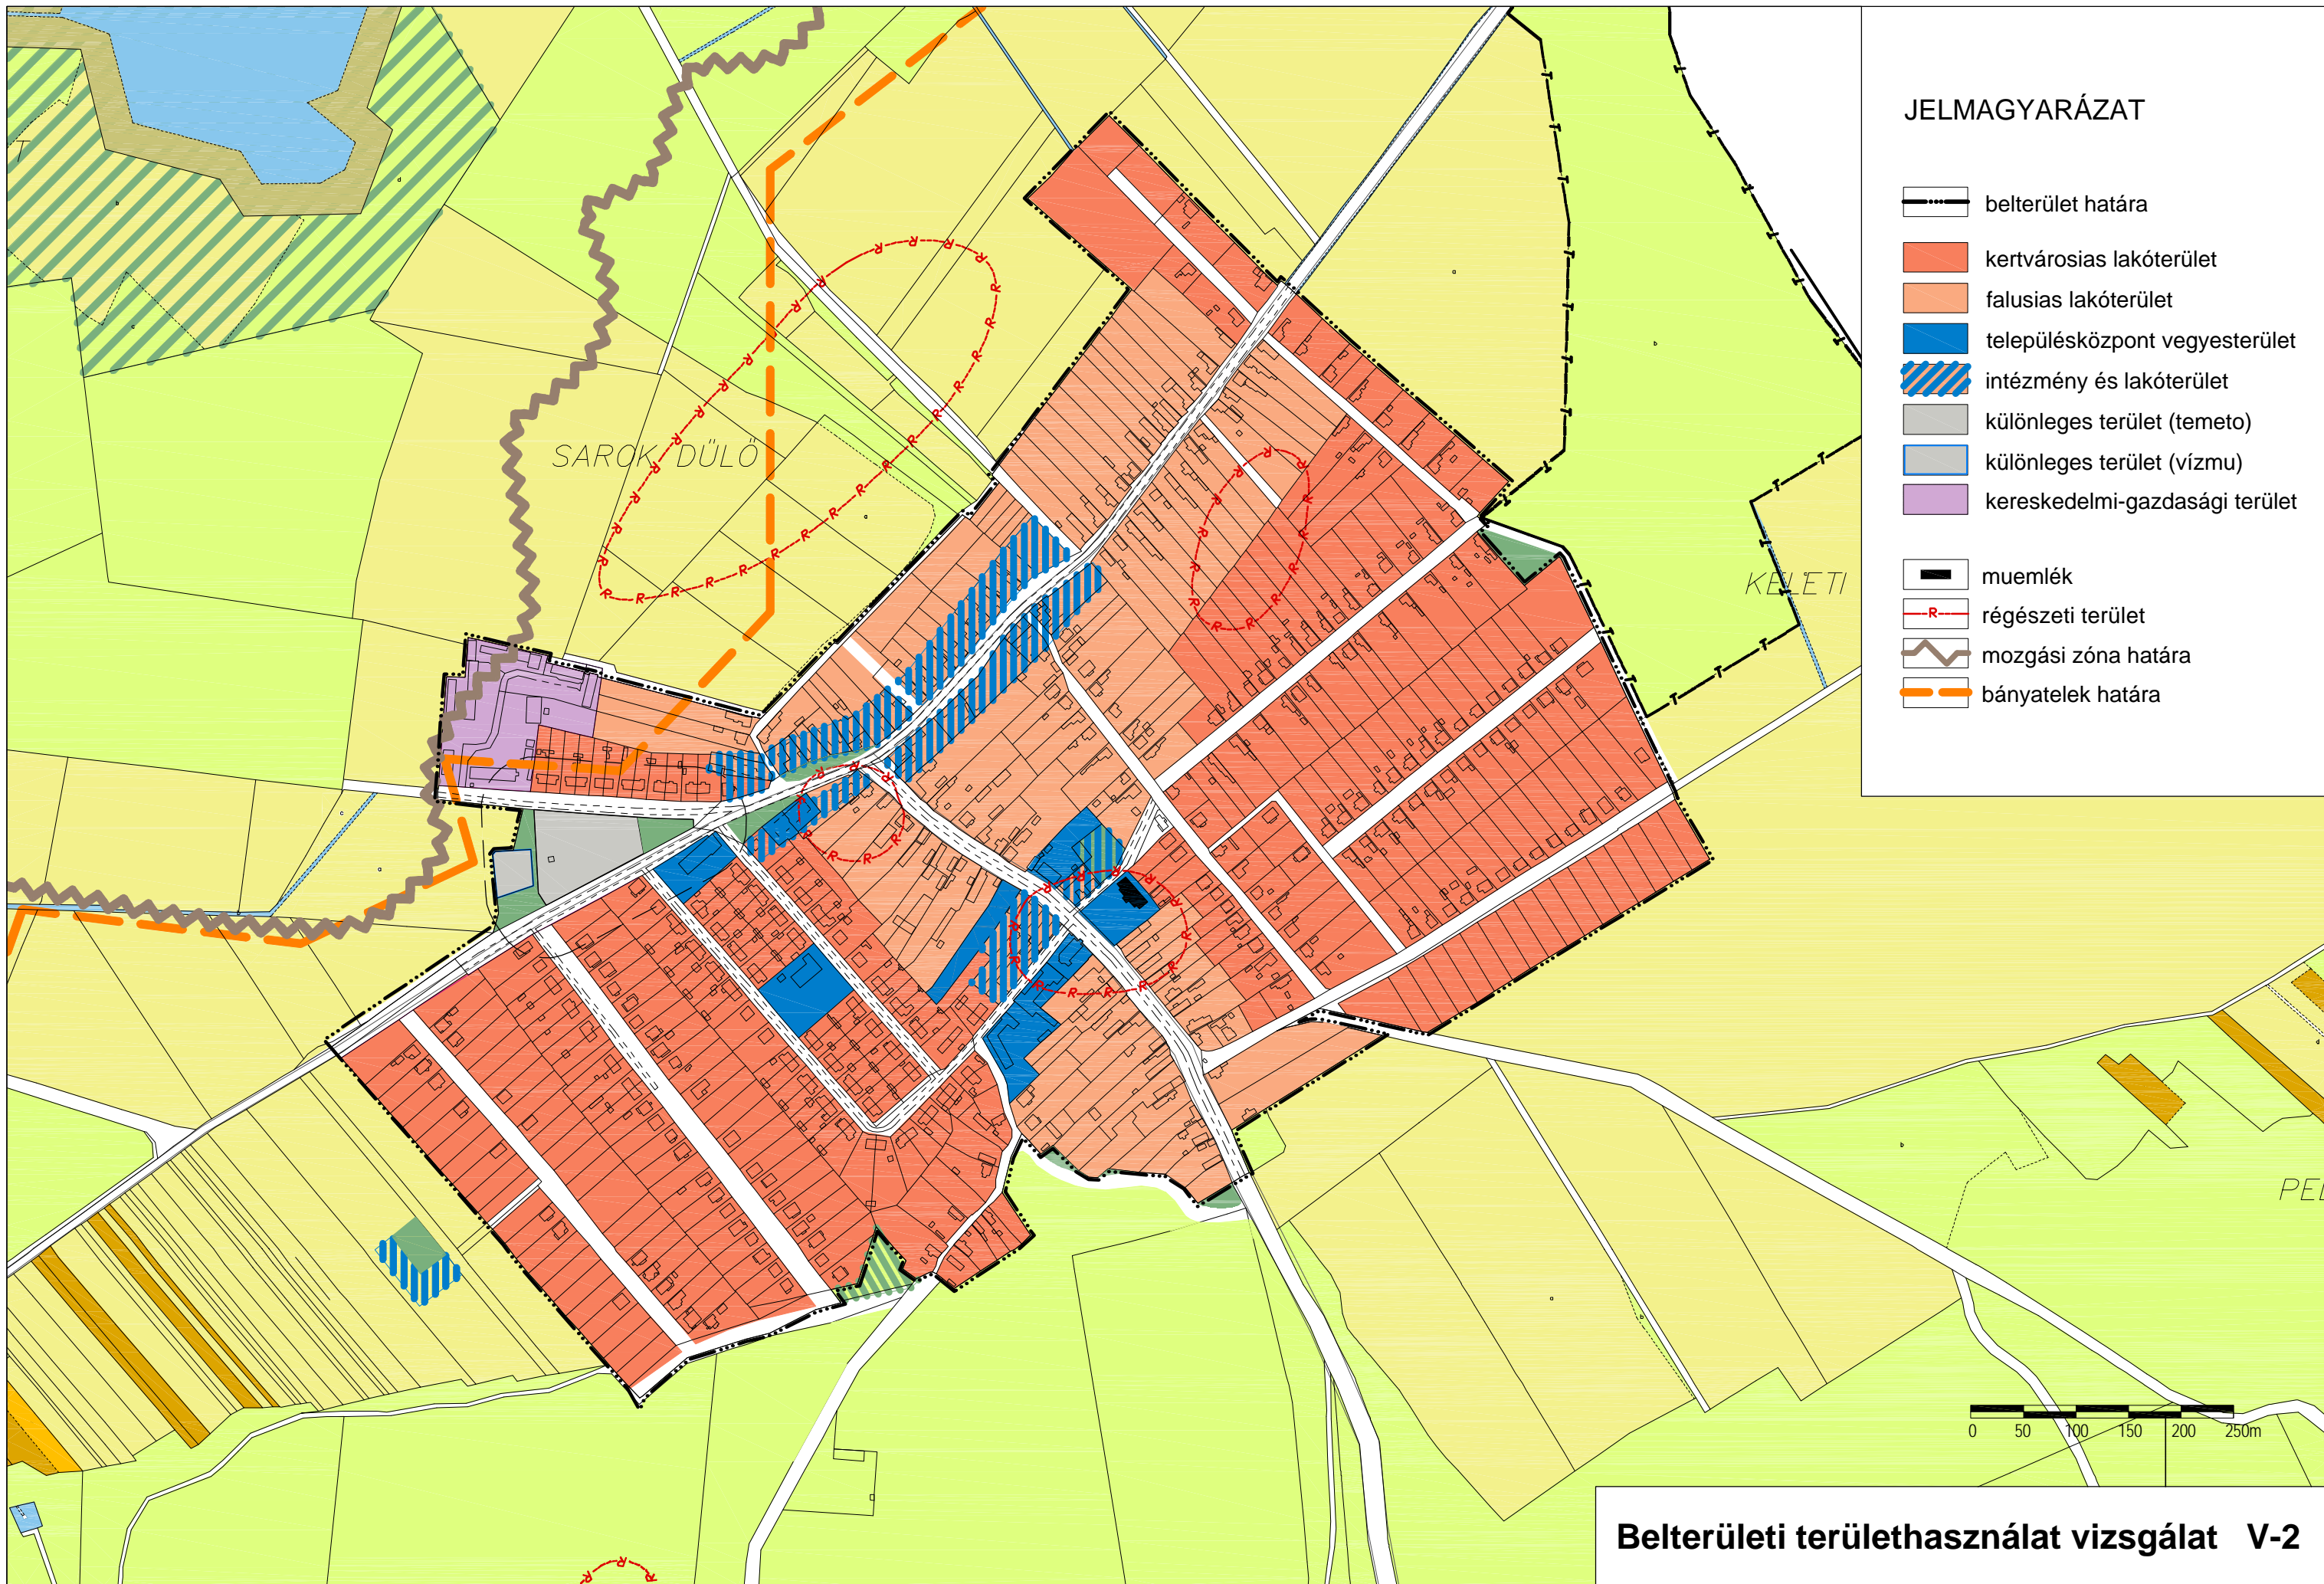 JELMAGYARÁZAT
belterület határa
kertvárosias lakóterület
falusias lakóterület
településközpont vegyesterület
intézmény és lakóterület
különleges terület (temeto)
különleges terület (vízmu)
kereskedelmi-gazdasági terület
muemlék
R régészeti terület
mozgási zóna határa
bányatelek határa
SAROK DŰLŐ
KELETI
0 50 100 150 200 250m
Belterületi területhasználat vizsgálat V-2